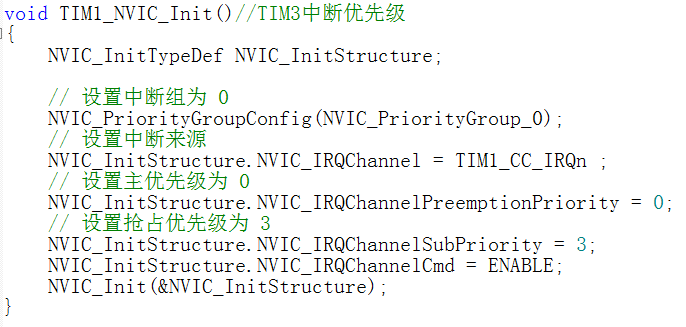 void TIM1_NVIC_Init()//TIM3中断优先级
{
    NVIC_InitTypeDef NVIC_InitStructure;
    // 设置中断组为 0
    NVIC_PriorityGroupConfig(NVIC_PriorityGroup_0);
    // 设置中断来源
    NVIC_InitStructure.NVIC_IRQChannel = TIM1_CC_IRQn ;
    // 设置主优先级为 0
    NVIC_InitStructure.NVIC_IRQChannelPreemptionPriority = 0;
    // 设置抢占优先级为 3
    NVIC_InitStructure.NVIC_IRQChannelSubPriority = 3;
    NVIC_InitStructure.NVIC_IRQChannelCmd = ENABLE;
    NVIC_Init(&NVIC_InitStructure);
}